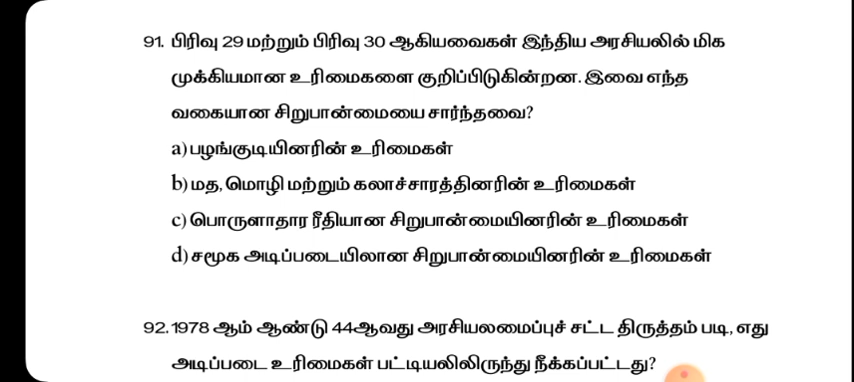 91. பிரிவு 29 மற்றும் பிரிவு 30 ஆகியவைகள் இந்திய அரசியலில் மிக
முக்கியமான உரிமைகளை குறிப்பிடுகின்றன. இவை எந்த
வகையான சிறுபான்மையை சார்ந்தவை?
a) பழங்குடியினரின் உரிமைகள்
b) மத, மொழி மற்றும் கலாச்சாரத்தினரின் உரிமைகள்
c) பொருளாதார ரீதியான சிறுபான்மையினரின் உரிமைகள்
d) சமூக அடிப்படையிலான சிறுபான்மையினரின் உரிமைகள்
92. 1978 ஆம் ஆண்டு 44ஆவது அரசியலமைப்புச் சட்ட திருத்தம் படி, எது
அடிப்படை உரிமைகள் பட்டியலிலிருந்து நீக்கப்பட்டது?